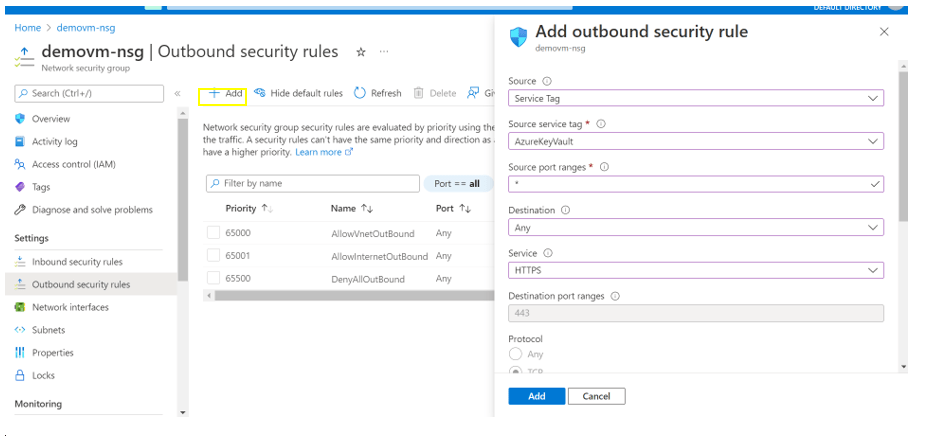 DEFAULT DIRECTORY
Home > demovm-nsg
demovm-nsg | Outbound security rules
Network security group
Search (Ctrl+/)
Overview
Activity log
Access control (IAM)
Tags
Diagnose and solve problems
Settings
Inbound security rules
Outbound security rules
Network interfaces
Subnets
Properties
Locks
Monitoring
Add Hide default rules Refresh Delete Gi
Network security group security rules are evaluated by priority using the
the traffic. A security rules can't have the same priority and direction as
have a higher priority. Learn more
Filter by name
Port == all
Priority Name Port
65000 AllowVnetOutBound Any
65001 AllowInternetOutBound Any
65500 DenyAllOutBound Any
Add outbound security rule
demovm-nsg
Source
Service Tag
Source service tag *
AzureKeyVault
Source port ranges *
*
Destination
Any
Service
HTTPS
Destination port ranges
443
Protocol
Any
TCP
Add Cancel